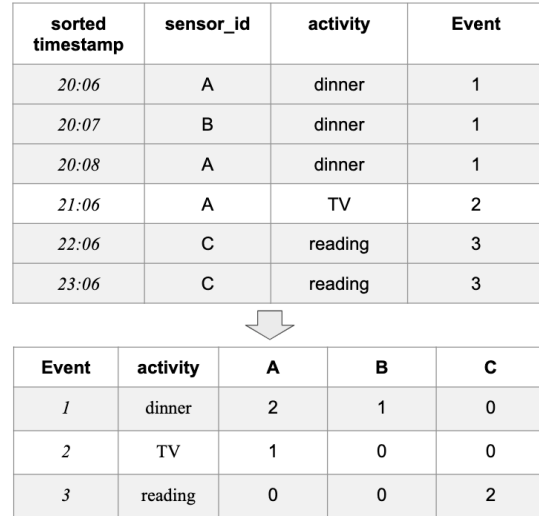 sorted timestamp sensor_id activity Event
20:06 A dinner 1
20:07 B dinner 1
20:08 A dinner 1
21:06 A TV 2
22:06 C reading 3
23:06 C reading 3
Event activity A B C
1 dinner 2 1 0
2 TV 1 0 0
3 reading 0 0 2